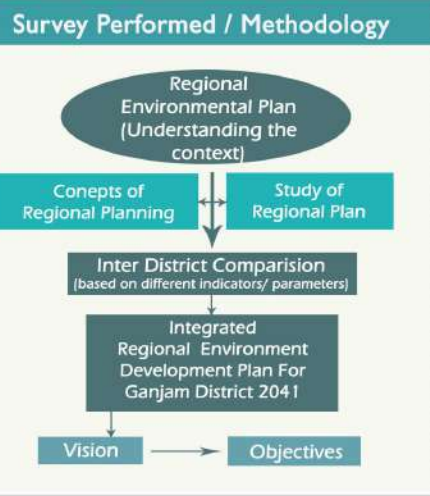 Survey Performed / Methodology
Regional
Environmental Plan
(Understanding the
context)
Conepts of
Regional Planning
Study of
Regional Plan
Inter District Comparision
(based on different indicators/ parameters)
Integrated
Regional Environment
Development Plan For
Ganjam District 2041
Vision
Objectives